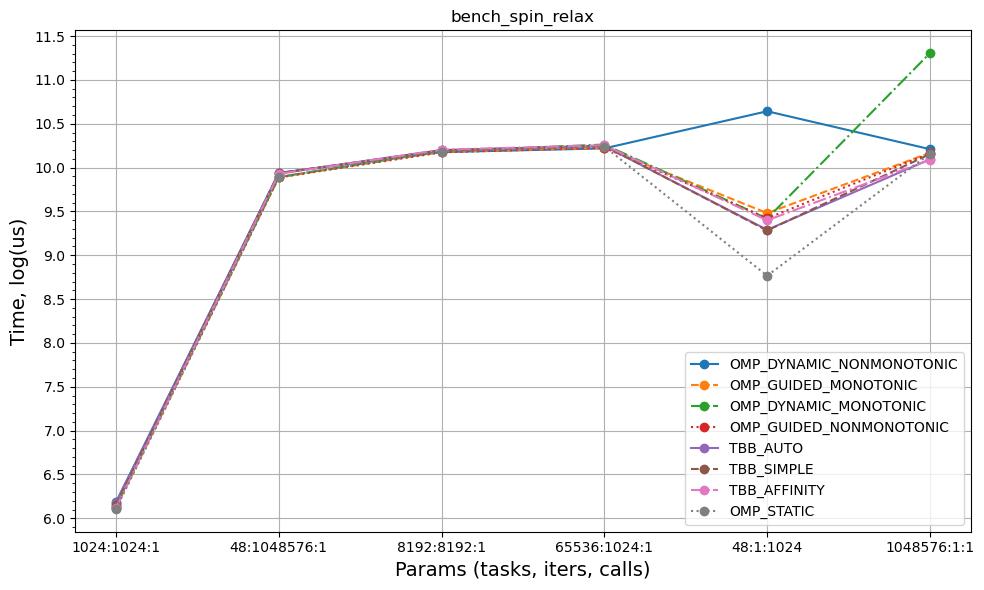 bench_spin_relax
Time, log(us)
11.5
11.0
10.5
10.0
9.5
9.0
8.5
8.0
7.5
7.0
6.5
6.0
OMP_DYNAMIC_NONMONOTONIC
OMP_GUIDED_MONOTONIC
OMP_DYNAMIC_MONOTONIC
OMP_GUIDED_NONMONOTONIC
TBB_AUTO
TBB_SIMPLE
TBB_AFFINITY
OMP_STATIC
1024:1024:1 48:1048576:1 8192:8192:1 65536:1024:1 48:1:1024 1048576:1:1
Params (tasks, iters, calls)